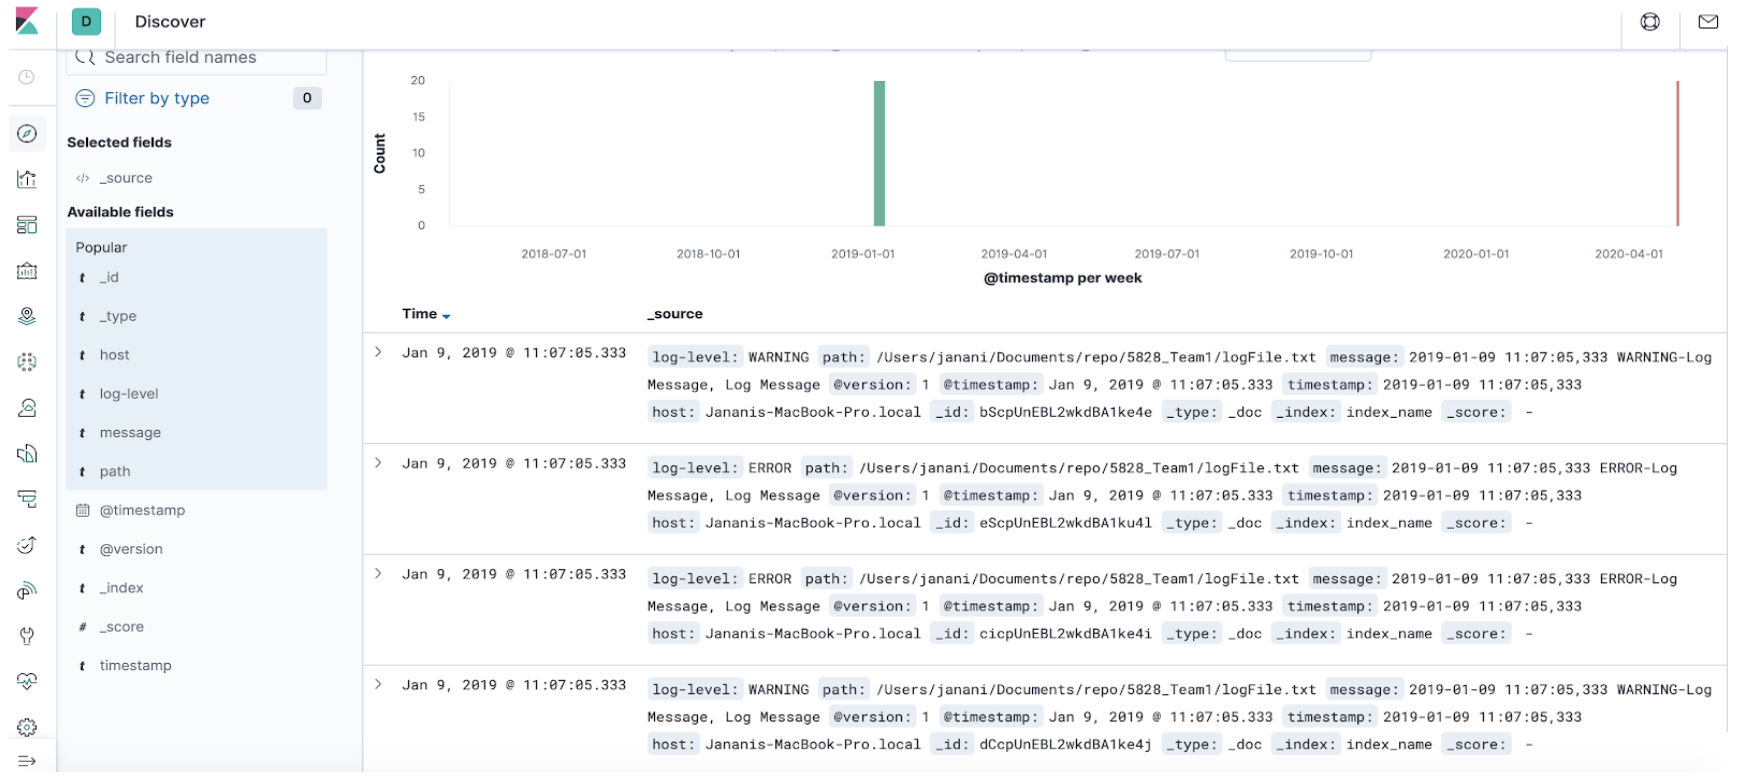 D Discover
Search field names
Filter by type 0
Selected fields
_source
Available fields
Popular
t _id
t _type
t host
t log-level
t message
t path
@timestamp
t @version
t _index
# _score
t timestamp
20
15
10
5
0
Count
2018-07-01 2018-10-01 2019-01-01 2019-04-01 2019-07-01 2019-10-01 2020-01-01 2020-04-01
@timestamp per week
Time _source
Jan 9, 2019 @ 11:07:05.333 log-level: WARNING path: /Users/janani/Documents/repo/5828_Team1/logFile.txt message: 2019-01-09 11:07:05,333 WARNING-Log
Message, Log Message @version: 1 @timestamp: Jan 9, 2019 @ 11:07:05.333 timestamp: 2019-01-09 11:07:05,333
host: Jananis-MacBook-Pro.local _id: bScpUnEBL2wkdBA1ke4e _type: _doc _index: index_name _score: -
Jan 9, 2019 @ 11:07:05.333 log-level: ERROR path: /Users/janani/Documents/repo/5828_Team1/logFile.txt message: 2019-01-09 11:07:05,333 ERROR-Log
Message, Log Message @version: 1 @timestamp: Jan 9, 2019 @ 11:07:05.333 timestamp: 2019-01-09 11:07:05,333
host: Jananis-MacBook-Pro.local _id: eScpUnEBL2wkdBA1ku4l _type: _doc _index: index_name _score: -
Jan 9, 2019 @ 11:07:05.333 log-level: ERROR path: /Users/janani/Documents/repo/5828_Team1/logFile.txt message: 2019-01-09 11:07:05,333 ERROR-Log
Message, Log Message @version: 1 @timestamp: Jan 9, 2019 @ 11:07:05.333 timestamp: 2019-01-09 11:07:05,333
host: Jananis-MacBook-Pro.local _id: cicpUnEBL2wkdBA1ke4i _type: _doc _index: index_name _score: -
Jan 9, 2019 @ 11:07:05.333 log-level: WARNING path: /Users/janani/Documents/repo/5828_Team1/logFile.txt message: 2019-01-09 11:07:05,333 WARNING-Log
Message, Log Message @version: 1 @timestamp: Jan 9, 2019 @ 11:07:05.333 timestamp: 2019-01-09 11:07:05,333
host: Jananis-MacBook-Pro.local _id: dCcpUnEBL2wkdBA1ke4j _type: _doc _index: index_name _score: -